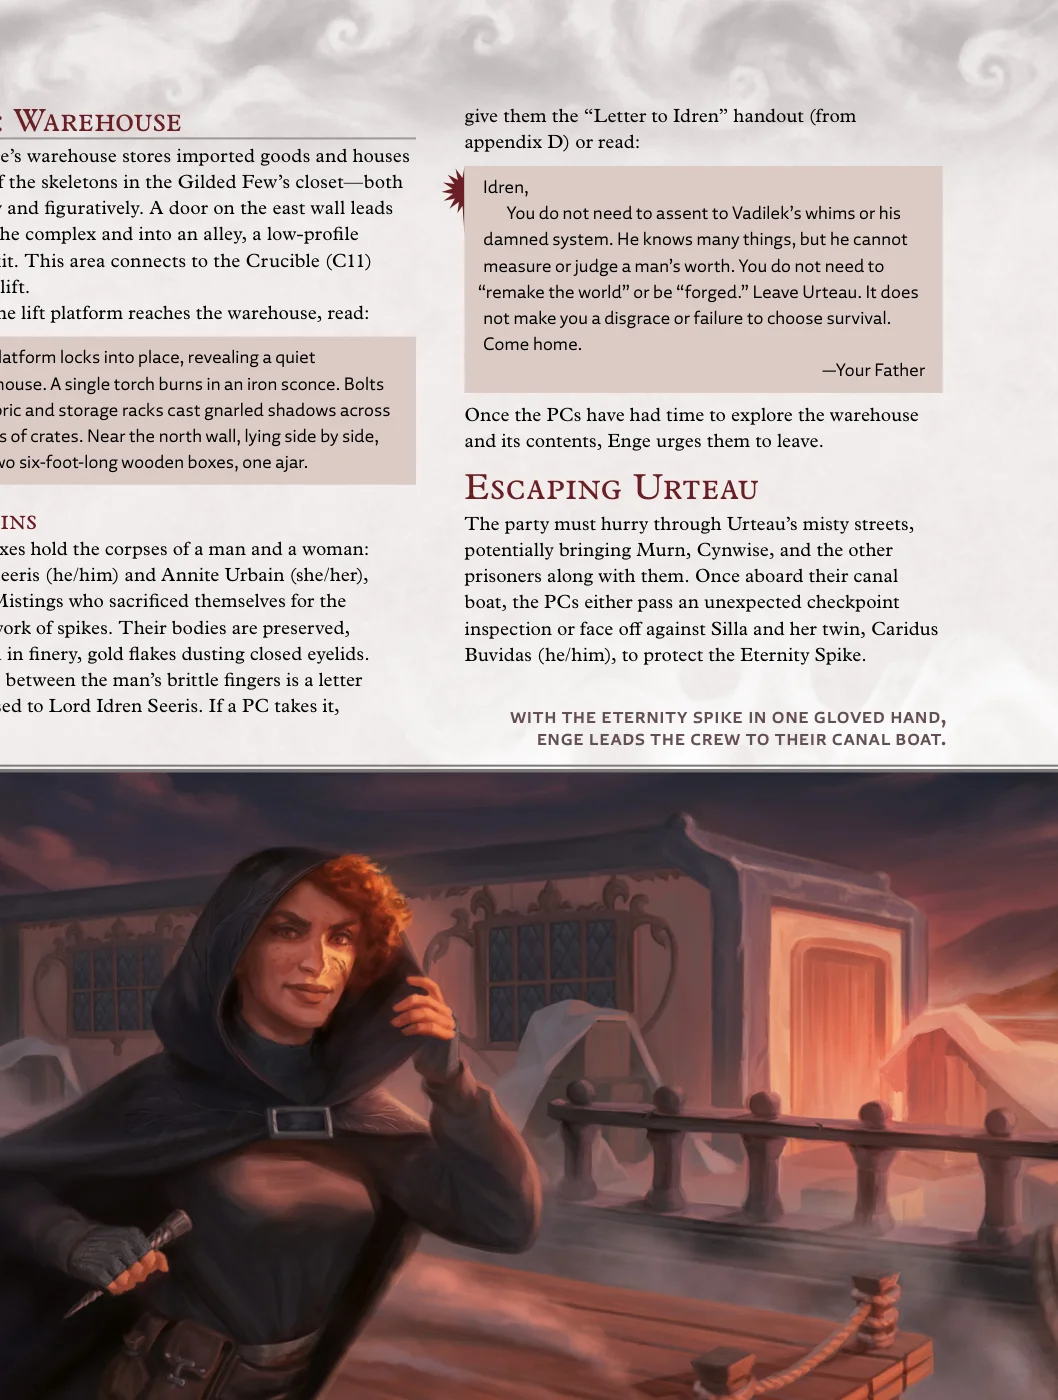 : Warehouse
e’s warehouse stores imported goods and houses
f the skeletons in the Gilded Few’s closet—both
y and figuratively. A door on the east wall leads
he complex and into an alley, a low-profile
it. This area connects to the Crucible (C11)
lift.
he lift platform reaches the warehouse, read:
latform locks into place, revealing a quiet
house. A single torch burns in an iron sconce. Bolts
bric and storage racks cast gnarled shadows across
s of crates. Near the north wall, lying side by side,
wo six-foot-long wooden boxes, one ajar.
ins
xes hold the corpses of a man and a woman:
eeris (he/him) and Annite Urbain (she/her),
Mistings who sacrificed themselves for the
work of spikes. Their bodies are preserved,
in finery, gold flakes dusting closed eyelids.
between the man’s brittle fingers is a letter
sed to Lord Idren Seeris. If a PC takes it,
give them the “Letter to Idren” handout (from
appendix D) or read:
Idren,
You do not need to assent to Vadilek’s whims or his
damned system. He knows many things, but he cannot
measure or judge a man’s worth. You do not need to
“remake the world” or be “forged.” Leave Urteau. It does
not make you a disgrace or failure to choose survival.
Come home.
—Your Father
Once the PCs have had time to explore the warehouse
and its contents, Enge urges them to leave.
Escaping Urteau
The party must hurry through Urteau’s misty streets,
potentially bringing Murn, Cynwise, and the other
prisoners along with them. Once aboard their canal
boat, the PCs either pass an unexpected checkpoint
inspection or face off against Silla and her twin, Caridus
Buvidas (he/him), to protect the Eternity Spike.
WITH THE ETERNITY SPIKE IN ONE GLOVED HAND,
ENGE LEADS THE CREW TO THEIR CANAL BOAT.